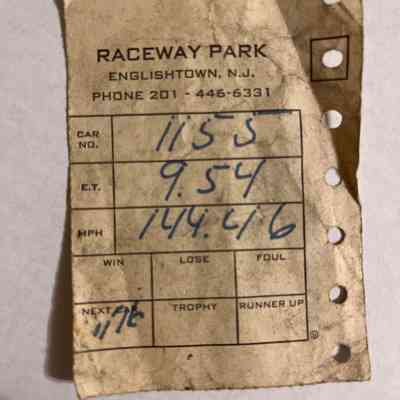 RACEWAY PARK
ENGLISHTOWN, N.J.
PHONE 201 - 446-6331
CAR NO. 1155
E.T. 9.54
MPH 144.46
WIN LOSE FOUL
NEXT TROPHY RUNNER UP